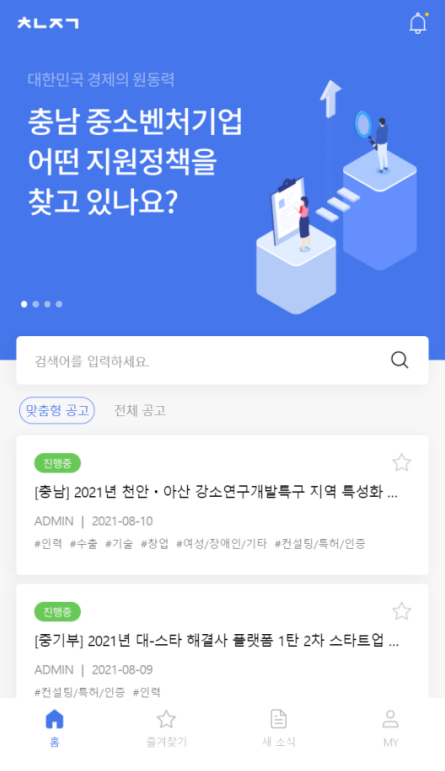 ㅊㄴㅈㄱ
대한민국 경제의 원동력
충남 중소벤처기업
어떤 지원정책을
찾고 있나요?
검색어를 입력하세요.
맞춤형 공고 전체 공고
진행중
[충남] 2021년 천안・아산 강소연구개발특구 지역 특성화 ...
ADMIN | 2021-08-10
#인력 #수출 #기술 #창업 #여성/장애인/기타 #컨설팅/특허/인증
진행중
[중기부] 2021년 대-스타 해결사 플랫폼 1탄 2차 스타트업 ...
ADMIN | 2021-08-09
#컨설팅/특허/인증 #인력
홈 즐겨찾기 새 소식 MY